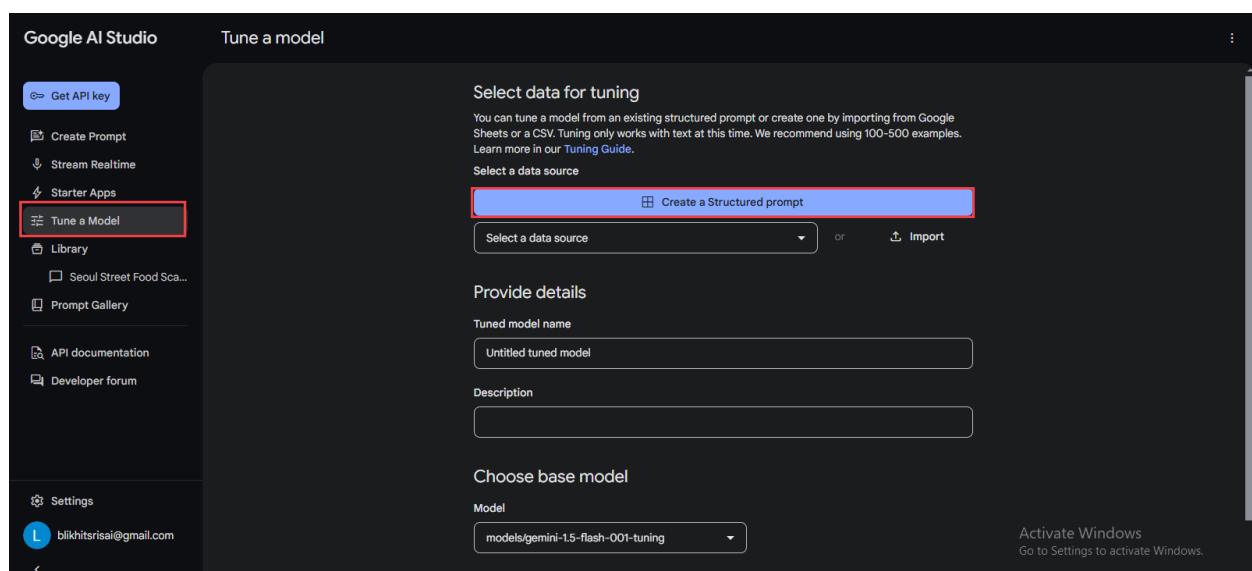 Google AI Studio
Tune a model
Get API key
Create Prompt
Stream Realtime
Starter Apps
Tune a Model
Library
Seoul Street Food Sca...
Prompt Gallery
API documentation
Developer forum
Settings
L
blikhitsrisai@gmail.com
Select data for tuning
You can tune a model from an existing structured prompt or create one by importing from Google
Sheets or a CSV. Tuning only works with text at this time. We recommend using 100-500 examples.
Learn more in our Tuning Guide.
Select a data source
Create a Structured prompt
Select a data source or Import
Provide details
Tuned model name
Untitled tuned model
Description
Choose base model
Model
models/gemini-1.5-flash-001-tuning
Activate Windows
Go to Settings to activate Windows.